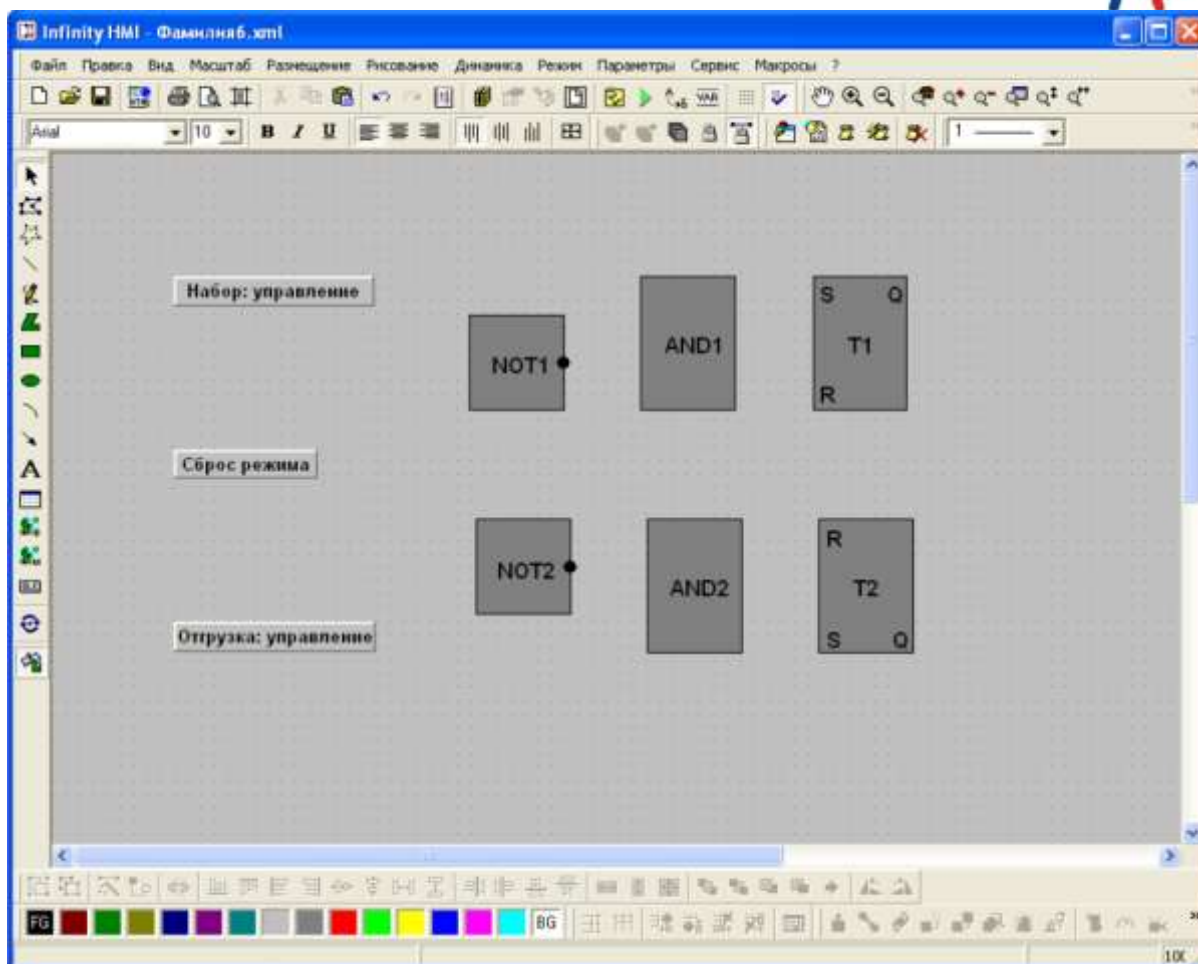 Infinity HMI - Фамилия6.xml
Файл Правка Вид Масштаб Размещение Рисование Динамика Режим Параметры Сервис Макросы ?
Arial 10 B I U 1
Набор: управление
NOT1
AND1
S Q
T1
R
Сброс режима
NOT2
AND2
R
T2
S Q
Отгрузка: управление
A
FG BG